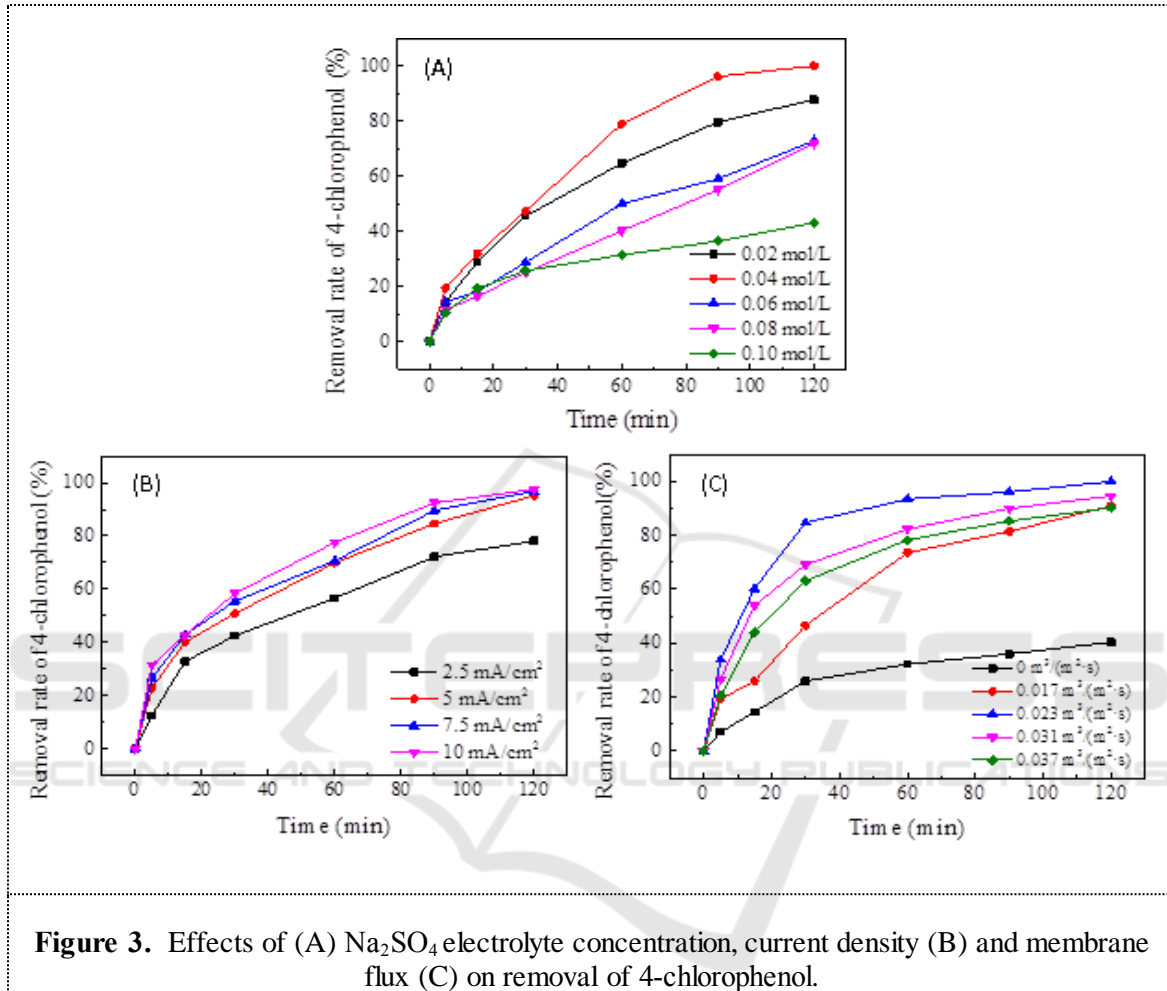 (A)
Removal rate of 4-chlorophenol (%)
100
80
60
40
20
0
0.02 mol/L
0.04 mol/L
0.06 mol/L
0.08 mol/L
0.10 mol/L
0 20 40 60 80 100 120
Time (min)
(B)
Removal rate of 4-chlorophenol (%)
100
80
60
40
20
0
2.5 mA/cm²
5 mA/cm²
7.5 mA/cm²
10 mA/cm²
0 20 40 60 80 100 120
Time (min)
(C)
Removal rate of 4-chlorophenol(%)
100
80
60
40
20
0
0 m³/(m²·s)
0.017 m³/(m²·s)
0.023 m³/(m²·s)
0.031 m³/(m²·s)
0.037 m³/(m²·s)
0 20 40 60 80 100 120
Time (min)
SCITEPRESS
SCIENCE AND TECHNOLOGY PUBLICATIONS
Figure 3. Effects of (A) Na₂SO₄ electrolyte concentration, current density (B) and membrane
flux (C) on removal of 4-chlorophenol.